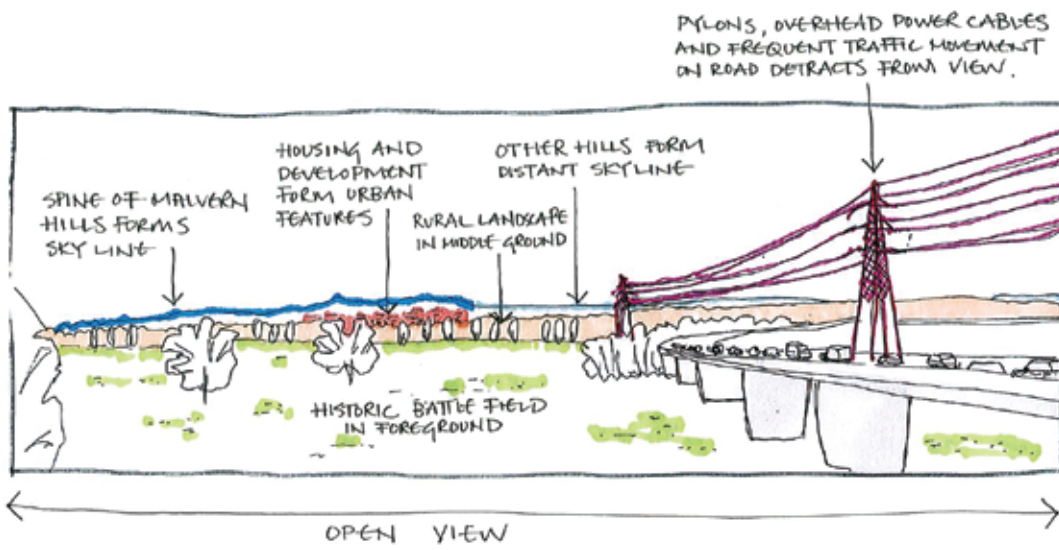 PYLONS, OVERHEAD POWER CABLES
AND FREQUENT TRAFFIC MOVEMENT
ON ROAD DETRACTS FROM VIEW.
HOUSING AND
DEVELOPMENT
FORM URBAN
FEATURES
OTHER HILLS FORM
DISTANT SKYLINE
SPINE OF MALVERN
HILLS FORMS
SKY LINE
RURAL LANDSCAPE
IN MIDDLE GROUND
HISTORIC BATTLE FIELD
IN FOREGROUND
OPEN VIEW